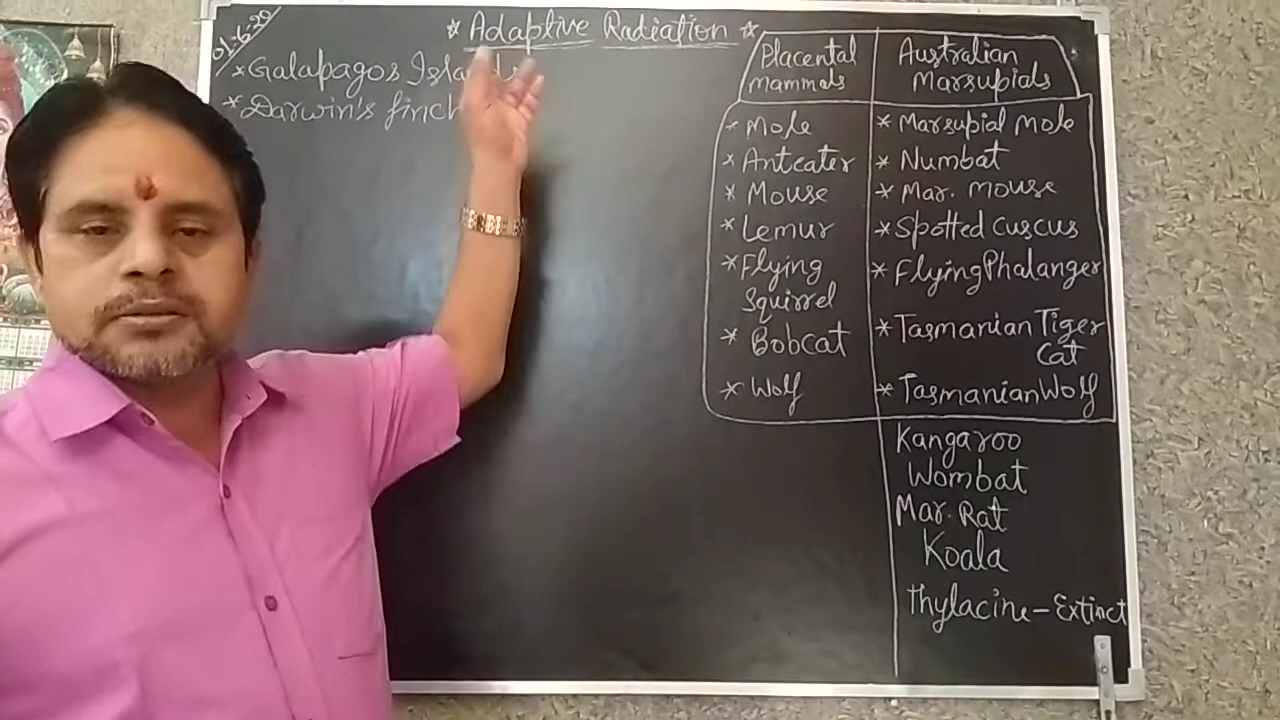 01-6-20
* Adaptive Radiation *
* Galapagos
* Darwin's finch
Placental mammals
* Mole
* Anteater
* Mouse
* Lemur
* Flying
Squirrel
* Bobcat
* Wolf
Australian
Marsupials
* Marsupial Mole
* Numbat
* Mar. mouse
* Spotted Cuscus
* Flying Phalanger
* Tasmanian Tiger
Cat
* Tasmanian Wolf
Kangaroo
Wombat
Mar. Rat
Koala
Thylacine - Extinct